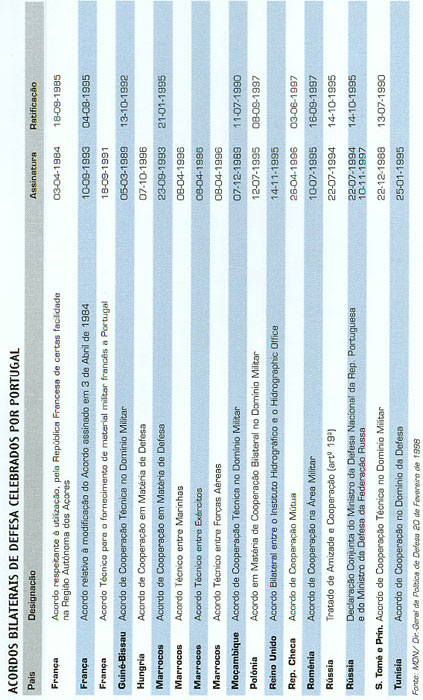 ACORDOS BILATERAIS DE DEFESA CELEBRADOS POR PORTUGAL
País Designação Assinatura Ratificação
França Acordo respeitante à utilização, pela República Francesa de certas facilidade 03-04-1984 18-09-1985
na Região Autónoma dos Açores
França Acordo relativo à modificação do Acordo assinado em 3 de Abril de 1984 10-09-1993 04-08-1995
França Acordo Técnico para o fornecimento de material militar francês a Portugal 18-09-1991
Guiné-Bissau Acordo de Cooperação Técnica no Domínio Militar 05-03-1989 13-10-1992
Hungria Acordo de Cooperação em Matéria de Defesa 07-10-1996
Marrocos Acordo de Cooperação em Matéria de Defesa 23-09-1993 21-01-1995
Marrocos Acordo Técnico entre Marinhas 08-04-1996
Marrocos Acordo Técnico entre Exércitos 08-04-1996
Marrocos Acordo Técnico entre Forças Aéreas 08-04-1996
Moçambique Acordo de Cooperação Técnica no Domínio Militar 07-12-1989 11-07-1990
Polónia Acordo em Matéria de Cooperação Bilateral no Domínio Militar 12-07-1995 08-09-1997
Reino Unido Acordo Bilateral entre o Instituto Hidrográfico e o Hidrographic Office 14-11-1995
Rep. Checa Acordo de Cooperação Mútua 26-04-1996 03-06-1997
Roménia Acordo de Cooperação na Área Militar 10-07-1995 16-09-1997
Rússia Tratado de Amizade e Cooperação (artº 19º) 22-07-1994 14-10-1995
Rússia Declaração Conjunta do Ministro da Defesa Nacional da Rep. Portuguesa 22-07-1994 14-10-1995
e do Ministro da Defesa da Federação Russa 10-11-1997
S. Tomé e Prin. Acordo de Cooperação Técnica no Domínio Militar 22-12-1988 13-07-1990
Tunísia Acordo de Cooperação no Domínio da Defesa 25-01-1995
Fonte: MDN/ Dir-Geral de Política de Defesa 20 de Fevereiro de 1998